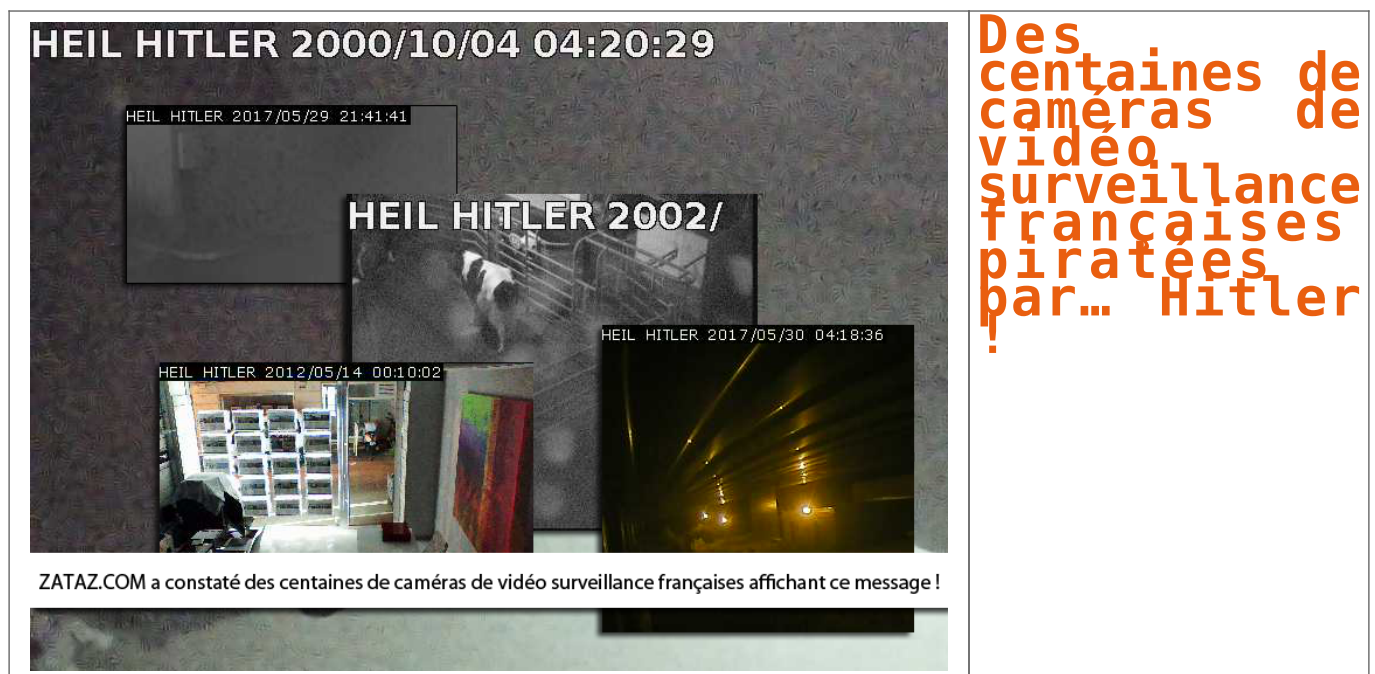 HEIL HITLER 2000/10/04 04:20:29
HEIL HITLER 2017/05/29 21:41:41
HEIL HITLER 2002/
HEIL HITLER 2017/05/30 04:18:36
HEIL HITLER 2012/05/14 00:10:02
ZATAZ.COM a constaté des centaines de caméras de vidéo surveillance françaises affichant ce message !
Des
centaines de
caméras de
vidéo
surveillance
françaises
piratées
par… Hitler
!